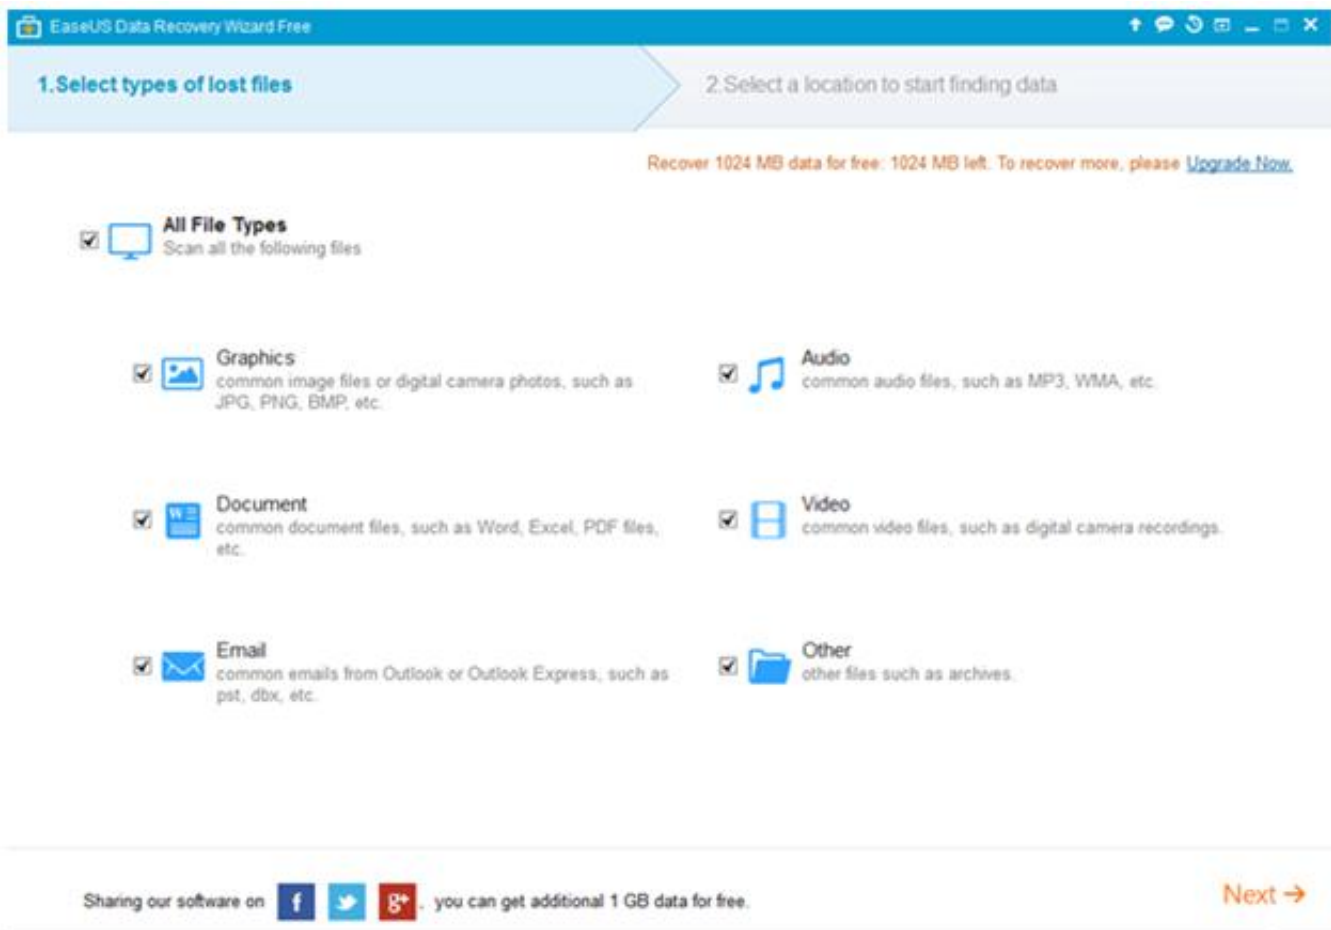 EaseUS Data Recovery Wizard Free
1.Select types of lost files
2.Select a location to start finding data
Recover 1024 MB data for free: 1024 MB left. To recover more, please Upgrade Now.
All File Types
Scan all the following files
Graphics
common image files or digital camera photos, such as
JPG, PNG, BMP, etc.
Audio
common audio files, such as MP3, WMA, etc.
Document
common document files, such as Word, Excel, PDF files,
etc.
Video
common video files, such as digital camera recordings.
Email
common emails from Outlook or Outlook Express, such as
pst, dbx, etc.
Other
other files such as archives.
Sharing our software on f g+ , you can get additional 1 GB data for free.
Next →